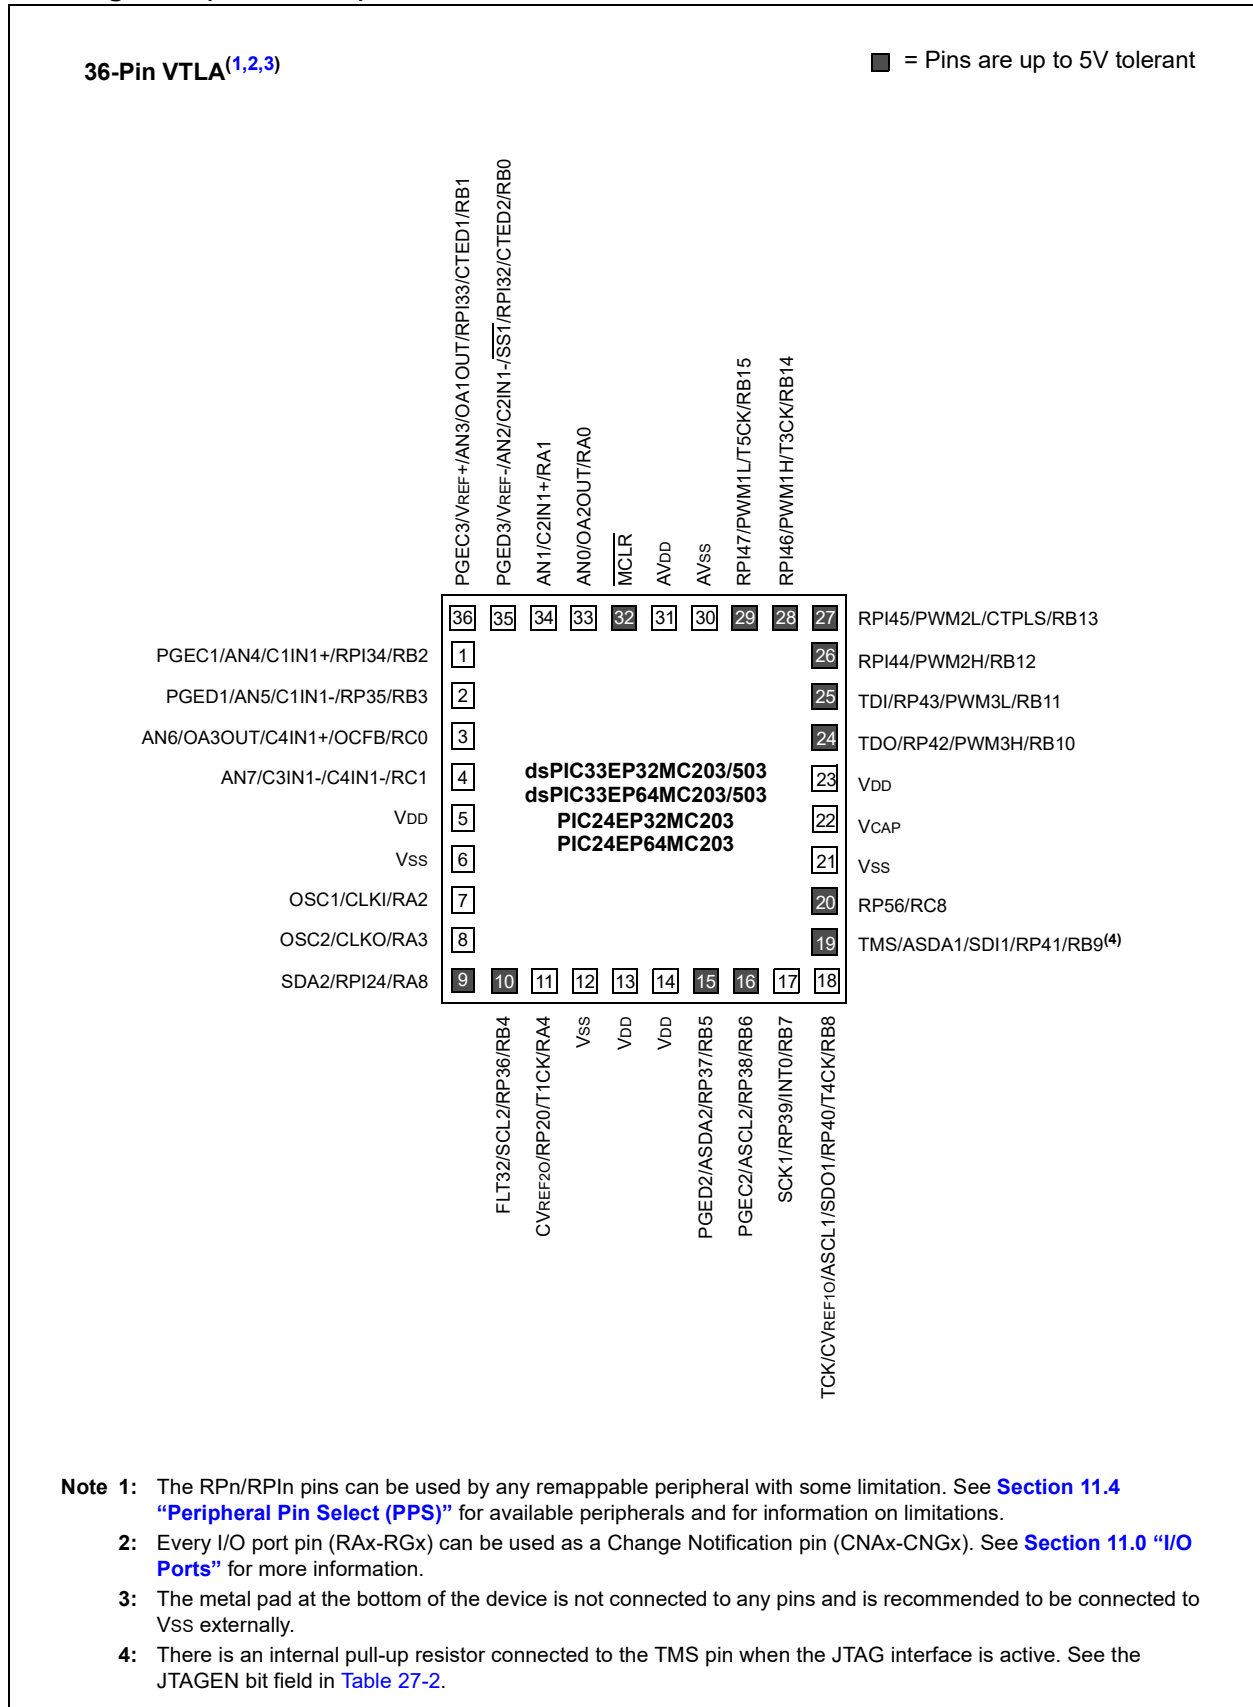 36-Pin VTLA(1,2,3)
= Pins are up to 5V tolerant
PGEC3/VREF+/AN3/OA1OUT/RPI33/CTED1/RB1
PGED3/VREF-/AN2/C2IN1-/SS1/RPI32/CTED2/RB0
AN1/C2IN1+/RA1
AN0/OA2OUT/RA0
MCLR
AVDD
AVSS
RPI47/PWM1L/T5CK/RB15
RPI46/PWM1H/T3CK/RB14
36 35 34 33 32 31 30 29 28 27 RPI45/PWM2L/CTPLS/RB13
PGEC1/AN4/C1IN1+/RPI34/RB2 1 26 RPI44/PWM2H/RB12
PGED1/AN5/C1IN1-/RP35/RB3 2 25 TDI/RP43/PWM3L/RB11
AN6/OA3OUT/C4IN1+/OCFB/RC0 3 24 TDO/RP42/PWM3H/RB10
AN7/C3IN1-/C4IN1-/RC1 4 23 VDD
dsPIC33EP32MC203/503
dsPIC33EP64MC203/503
PIC24EP32MC203
PIC24EP64MC203
VDD 5 22 VCAP
VSS 6 21 VSS
OSC1/CLKI/RA2 7 20 RP56/RC8
OSC2/CLKO/RA3 8 19 TMS/ASDA1/SDI1/RP41/RB9(4)
SDA2/RPI24/RA8 9 10 11 12 13 14 15 16 17 18
FLT32/SCL2/RP36/RB4
CVREF2O/RP20/T1CK/RA4
VSS
VDD
VDD
PGED2/ASDA2/RP37/RB5
PGEC2/ASCL2/RP38/RB6
SCK1/RP39/INT0/RB7
TCK/CVREF1O/ASCL1/SDO1/RP40/T4CK/RB8
Note 1: The RPn/RPIn pins can be used by any remappable peripheral with some limitation. See Section 11.4
“Peripheral Pin Select (PPS)” for available peripherals and for information on limitations.
2: Every I/O port pin (RAx-RGx) can be used as a Change Notification pin (CNAx-CNGx). See Section 11.0 “I/O
Ports” for more information.
3: The metal pad at the bottom of the device is not connected to any pins and is recommended to be connected to
VSS externally.
4: There is an internal pull-up resistor connected to the TMS pin when the JTAG interface is active. See the
JTAGEN bit field in Table 27-2.